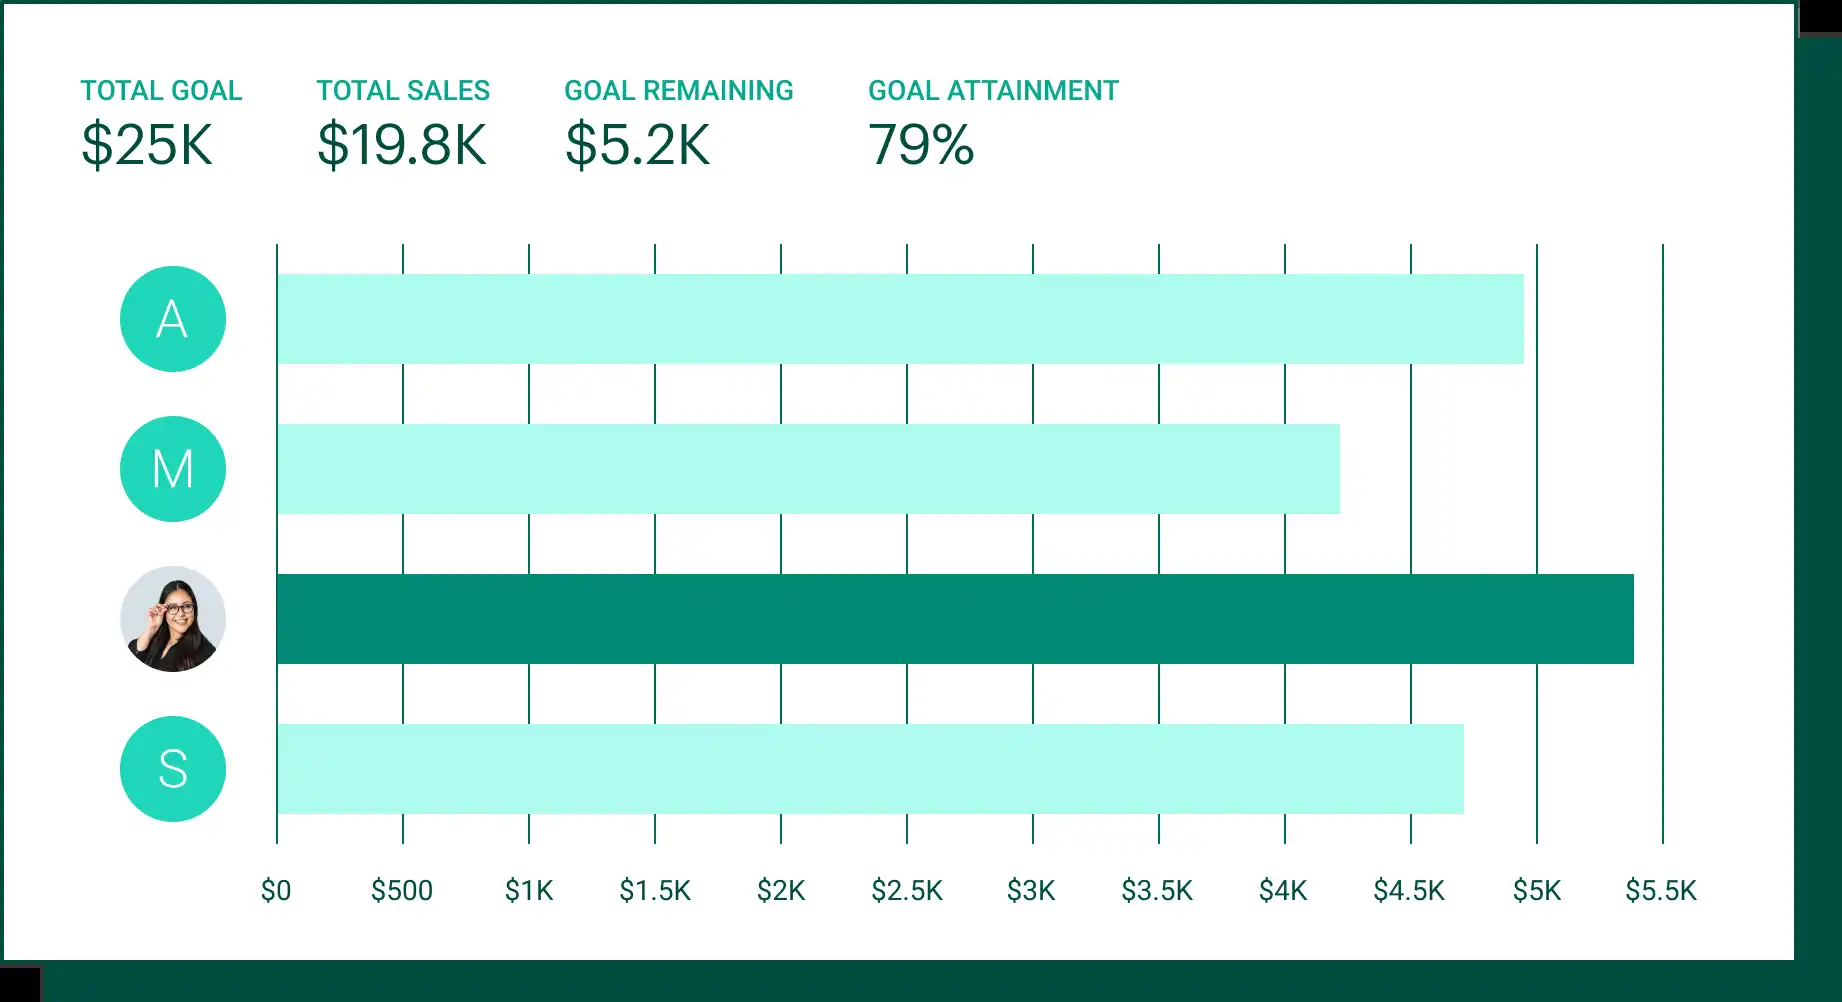 TOTAL GOAL TOTAL SALES GOAL REMAINING GOAL ATTAINMENT
$25K $19.8K $5.2K 79%
A
M
S
$0 $500 $1K $1.5K $2K $2.5K $3K $3.5K $4K $4.5K $5K $5.5K